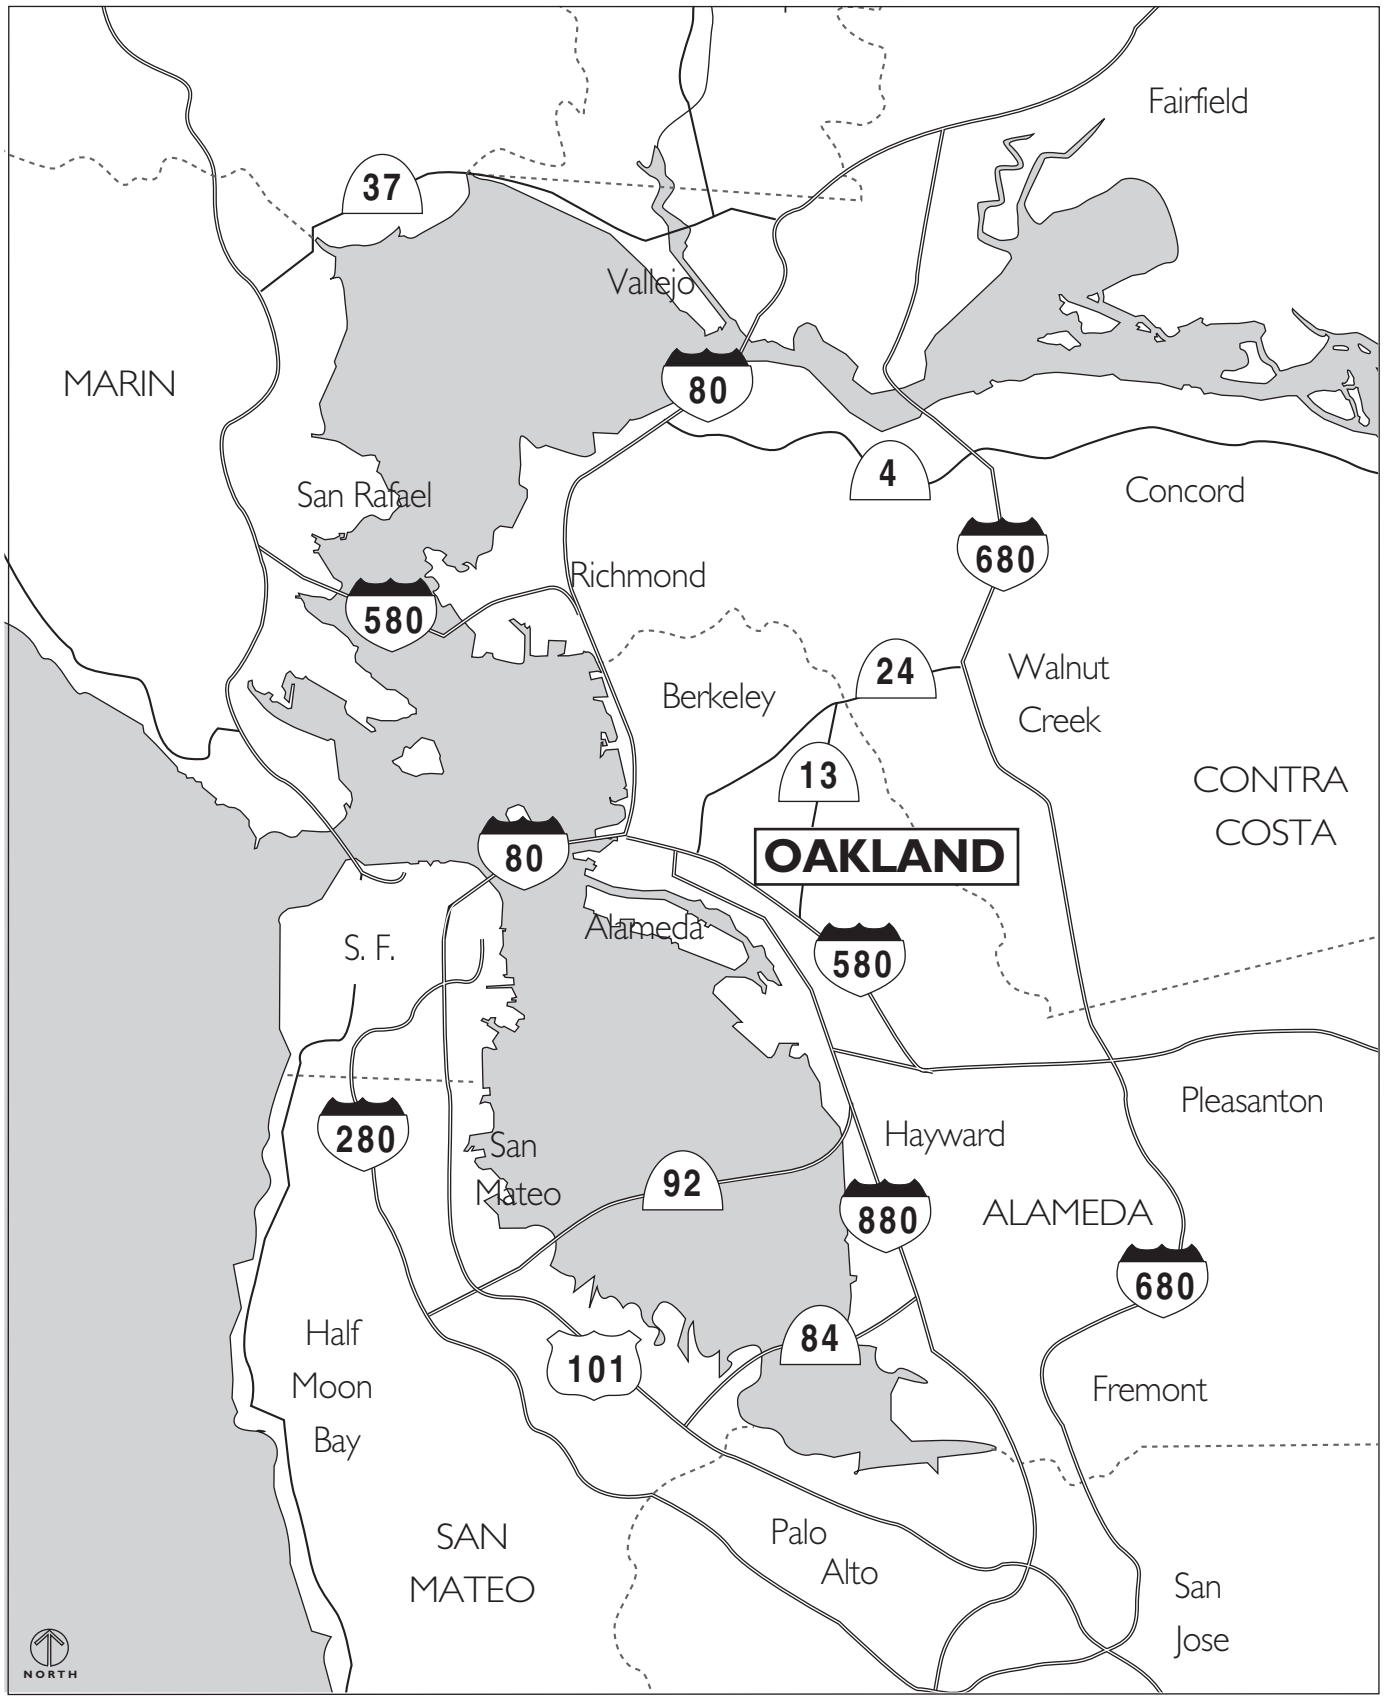 Fairfield
37
Vallejo
MARIN
80
4
San Rafael
Concord
680
Richmond
580
24
Walnut
Creek
Berkeley
13
CONTRA
COSTA
80
OAKLAND
Alameda
S. F.
580
Pleasanton
280
Hayward
San
Mateo
92
880
ALAMEDA
680
Half
Moon
Bay
84
101
Fremont
SAN
MATEO
Palo
Alto
San
Jose
NORTH